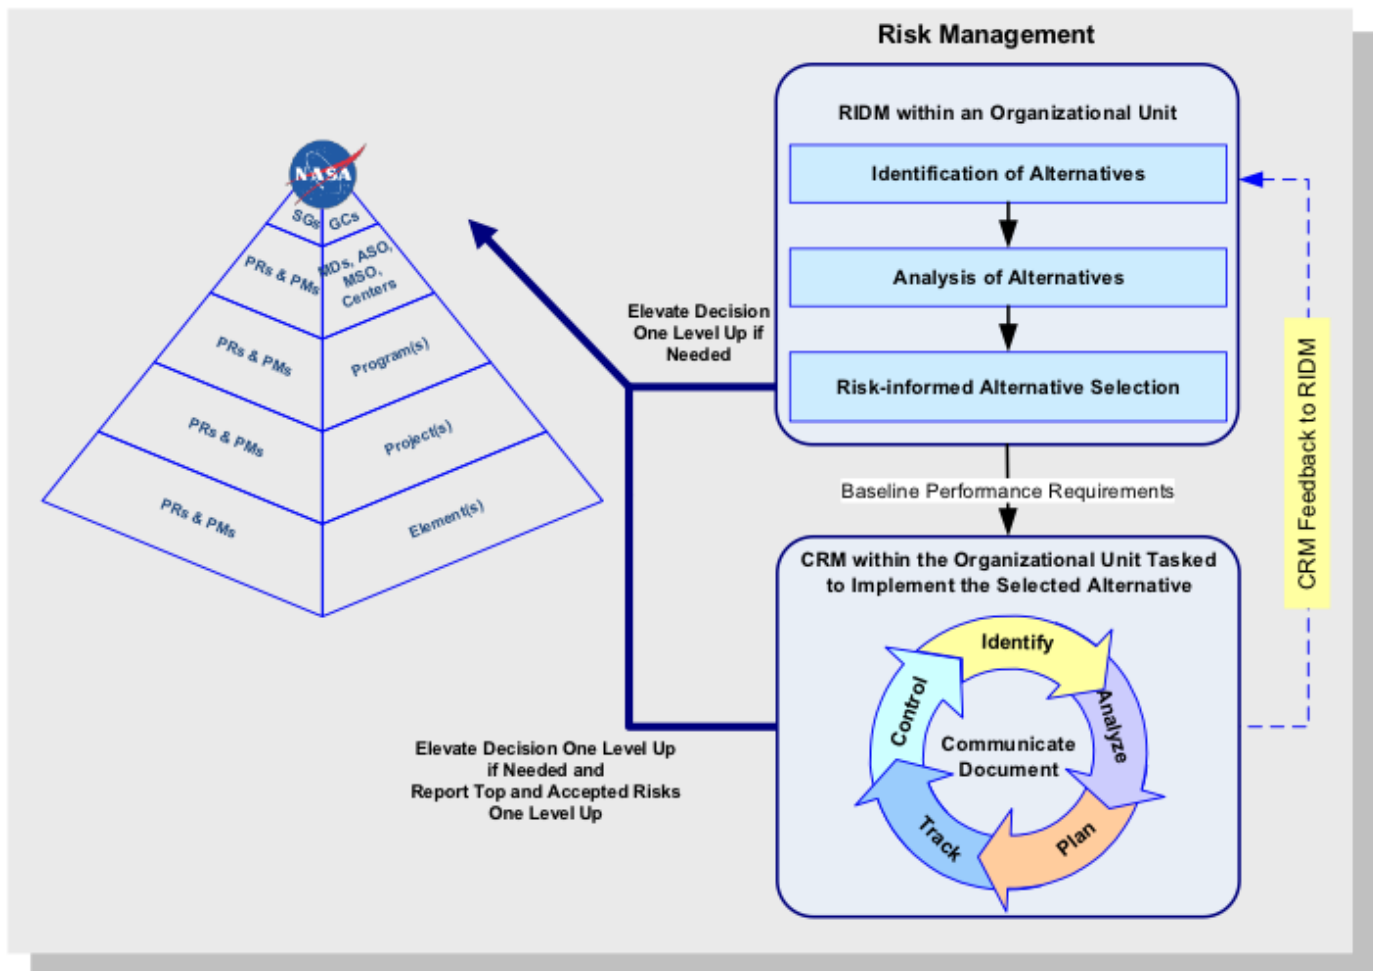 Risk Management
RIDM within an Organizational Unit
Identification of Alternatives
Analysis of Alternatives
Risk-informed Alternative Selection
NASA
SGs
GCs
PRs & PMs
MDs, ASO,
MSO,
Centers
PRs & PMs
Program(s)
PRs & PMs
Project(s)
PRs & PMs
Element(s)
Elevate Decision
One Level Up if
Needed
Baseline Performance Requirements
CRM Feedback to RIDM
CRM within the Organizational Unit Tasked
to Implement the Selected Alternative
Identify
Analyze
Plan
Track
Control
Communicate
Document
Elevate Decision One Level Up
if Needed and
Report Top and Accepted Risks
One Level Up